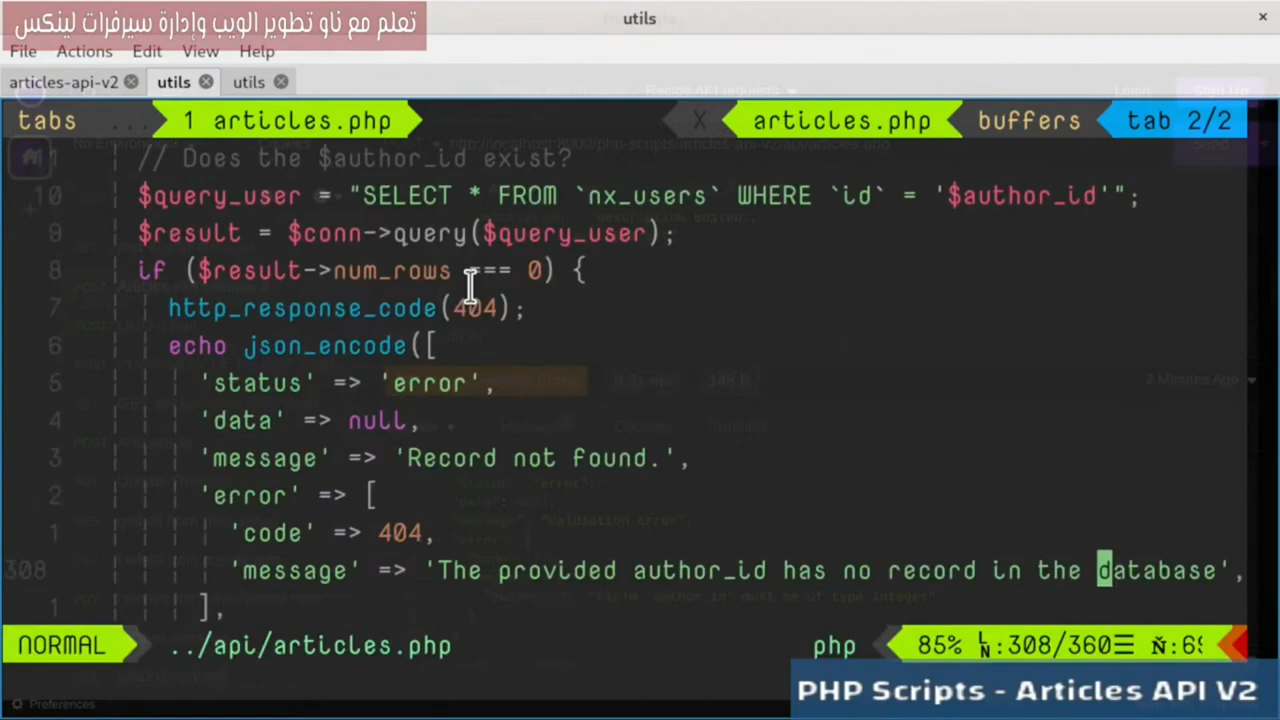 تعلم مع ناو تطوير الويب وإدارة سيرفرات لينكس
utils
File Actions Edit View Help
articles-api-v2 utils utils
tabs ... 1 articles.php X articles.php buffers tab 2/2
11 // Does the $author_id exist?
10 $query_user = "SELECT * FROM `nx_users` WHERE `id` = '$author_id'";
9 $result = $conn->query($query_user);
8 if ($result->num_rows === 0) {
7 http_response_code(404);
6 echo json_encode([
5 'status' => 'error',
4 'data' => null,
3 'message' => 'Record not found.',
2 'error' => [
1 'code' => 404,
308 'message' => 'The provided author_id has no record in the database',
1 ],
NORMAL ../api/articles.php php 85% LN:308/360☰ Ñ:69
PHP Scripts - Articles API V2
Preferences